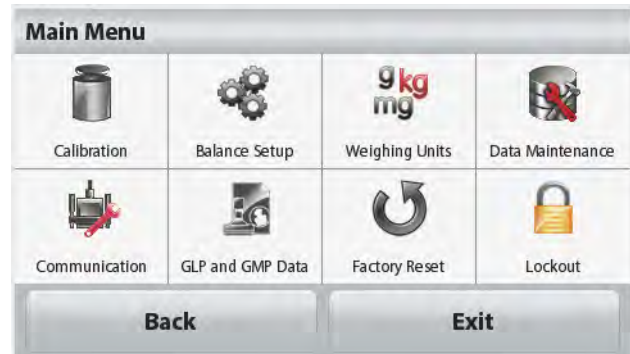 Main Menu
g kg
mg
Calibration
Balance Setup
Weighing Units
Data Maintenance
Communication
GLP and GMP Data
Factory Reset
Lockout
Back
Exit